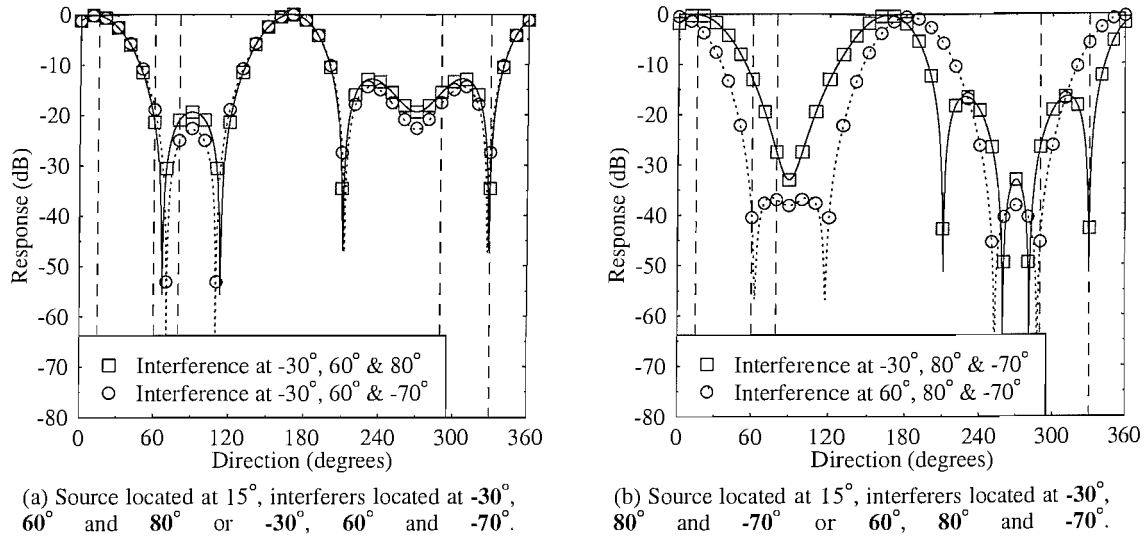 0
-10
-20
-30
-40
-50
-60
-70
-80
Response (dB)
Interference at -30°, 60° & 80°
Interference at -30°, 60° & -70°
0 60 120 180 240 300 360
Direction (degrees)
(a) Source located at 15°, interferers located at -30°,
60° and 80° or -30°, 60° and -70°.
0
-10
-20
-30
-40
-50
-60
-70
-80
Response (dB)
Interference at -30°, 80° & -70°
Interference at 60°, 80° & -70°
0 60 120 180 240 300 360
Direction (degrees)
(b) Source located at 15°, interferers located at -30°,
80° and -70° or 60°, 80° and -70°.